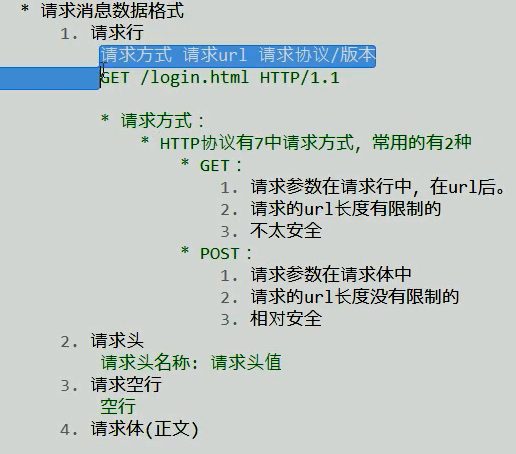 * 请求消息数据格式
1. 请求行
请求方式 请求url 请求协议/版本
GET /login.html HTTP/1.1
* 请求方式：
* HTTP协议有7中请求方式，常用的有2种
* GET：
1. 请求参数在请求行中，在url后。
2. 请求的url长度有限制的
3. 不太安全
* POST：
1. 请求参数在请求体中
2. 请求的url长度没有限制的
3. 相对安全
2. 请求头
请求头名称: 请求头值
3. 请求空行
空行
4. 请求体(正文)